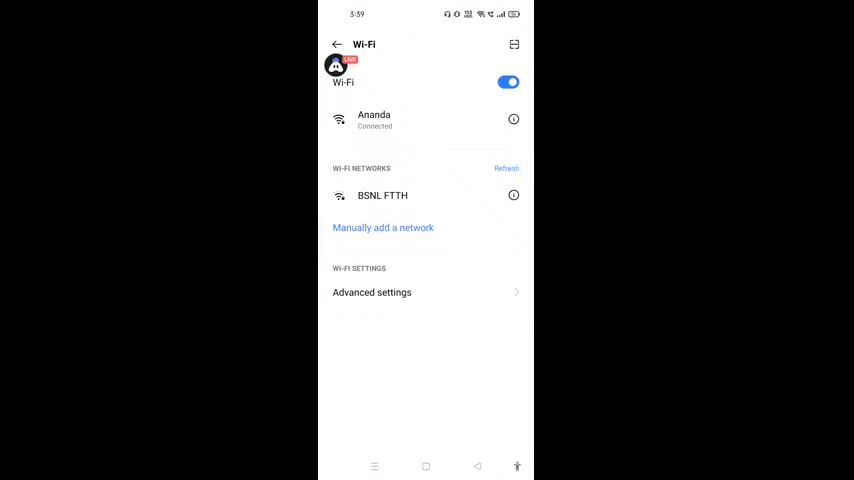 3:39
Wi-Fi
LIVE
Wi-Fi
Ananda
Connected
WI-FI NETWORKS Refresh
BSNL FTTH
Manually add a network
WI-FI SETTINGS
Advanced settings